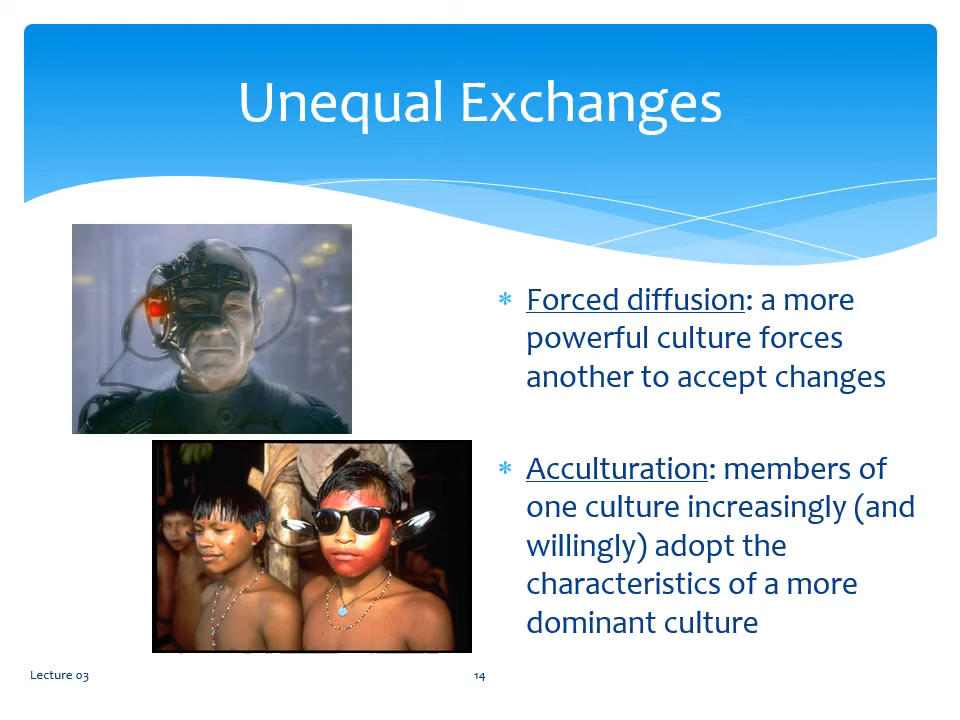 Unequal Exchanges
* Forced diffusion: a more
powerful culture forces
another to accept changes
* Acculturation: members of
one culture increasingly (and
willingly) adopt the
characteristics of a more
dominant culture
Lecture 03
14